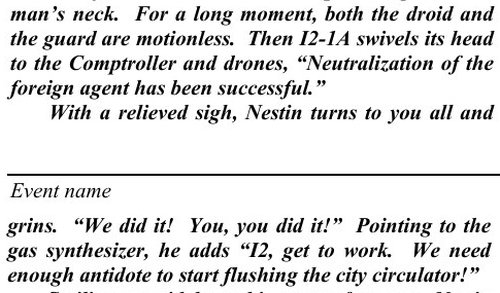 man's neck. For a long moment, both the droid and
the guard are motionless. Then I2-1A swivels its head
to the Comptroller and drones, “Neutralization of the
foreign agent has been successful.”
With a relieved sigh, Nestin turns to you all and
Event name
grins. “We did it! You, you did it!” Pointing to the
gas synthesizer, he adds “I2, get to work. We need
enough antidote to start flushing the city circulator!”